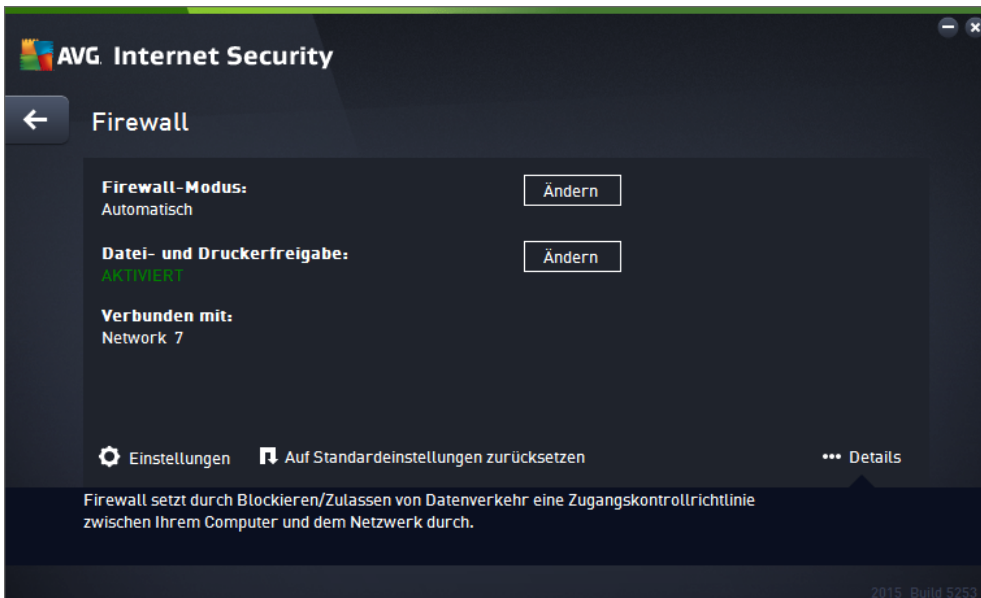 AVG Internet Security
Firewall
Firewall-Modus:
Ändern
Automatisch
Datei- und Druckerfreigabe:
Ändern
AKTIVIERT
Verbunden mit:
Network 7
Einstellungen
Auf Standardeinstellungen zurücksetzen
Details
Firewall setzt durch Blockieren/Zulassen von Datenverkehr eine Zugangskontrollrichtlinie
zwischen Ihrem Computer und dem Netzwerk durch.
2015 Build 5253